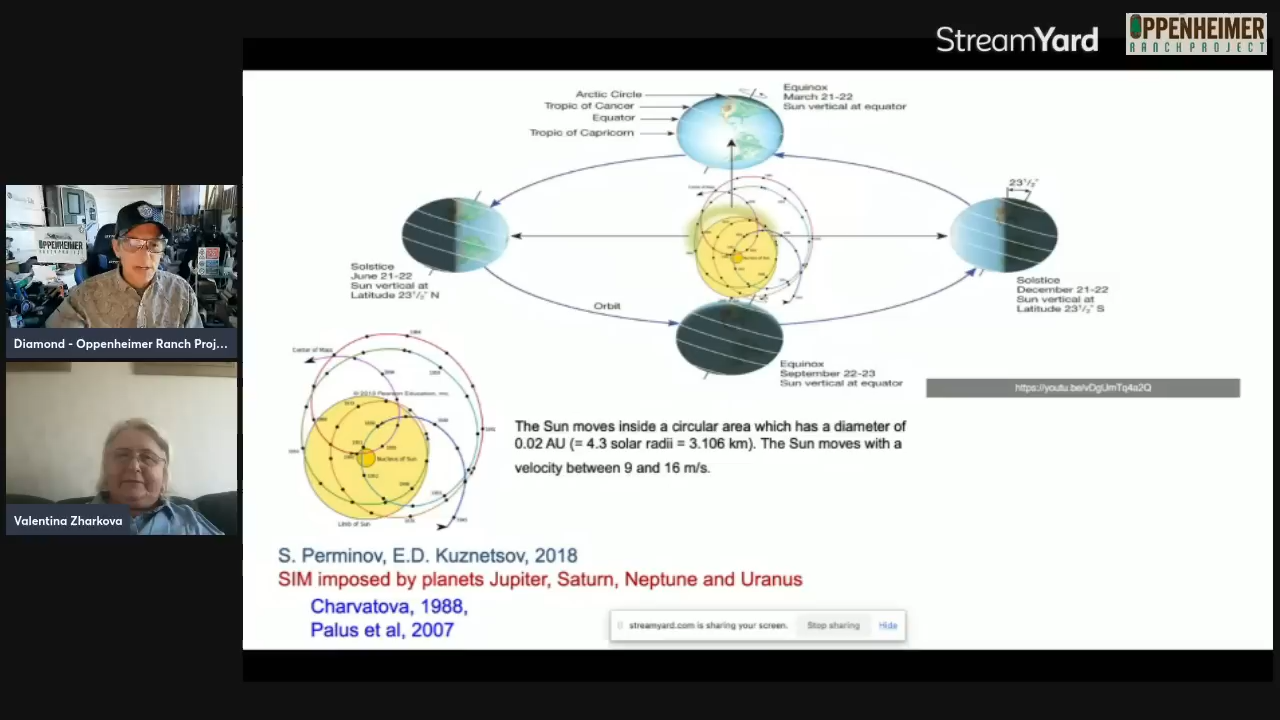 StreamYard
OPPENHEIMER
RANCH PROJECT
Arctic Circle
Tropic of Cancer
Equator
Tropic of Capricorn
Equinox
March 21-22
Sun vertical at equator
23½°
Solstice
June 21-22
Sun vertical at
Latitude 23½° N
Solstice
December 21-22
Sun vertical at
Latitude 23½° S
Orbit
Equinox
September 22-23
Sun vertical at equator
https://youtu.be/vDgUmTq4a2Q
Center of Mass
© 2010 Pearson Education, Inc.
Nucleus of Sun
Limb of Sun
The Sun moves inside a circular area which has a diameter of
0.02 AU (= 4.3 solar radii = 3.106 km). The Sun moves with a
velocity between 9 and 16 m/s.
S. Perminov, E.D. Kuznetsov, 2018
SIM imposed by planets Jupiter, Saturn, Neptune and Uranus
Charvatova, 1988,
Palus et al, 2007
streamyard.com is sharing your screen.
Stop sharing
Hide
OPPENHEIMER
Diamond - Oppenheimer Ranch Proj...
Valentina Zharkova